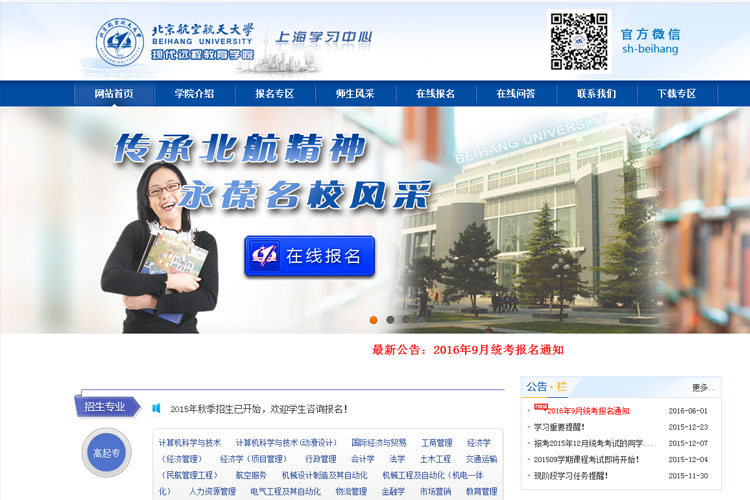 北京航空航天大学
BEIHANG UNIVERSITY
现代远程教育学院
上海学习中心
官方微信
sh-beihang
网站首页 学院介绍 报名专区 师生风采 在线报名 在线问答 联系我们 下载专区
传承北航精神
永葆名校风采
BEIHANG UNIVERSITY
在线报名
最新公告：2016年9月统考报名通知
招生专业
2015年秋季招生已开始，欢迎学生咨询报名！
高起专
计算机科学与技术 计算机科学与技术(动漫设计) 国际经济与贸易 工商管理 经济学
（经济管理） 经济学（项目管理） 行政管理 会计学 法学 土木工程 交通运输
（民航管理工程） 航空服务 机械设计制造及其自动化 机械工程及自动化（机电一体
化） 人力资源管理 电气工程及其自动化 物流管理 金融学 市场营销 教育管理
公告·栏 更多..
new 2016年9月统考报名通知 2016-06-01
学习重要提醒！ 2015-12-23
报考2015年12月统考考试的同学... 2015-12-07
201509学期课程考试即将开始！ 2015-12-04
现阶段学习任务提醒！ 2015-11-30